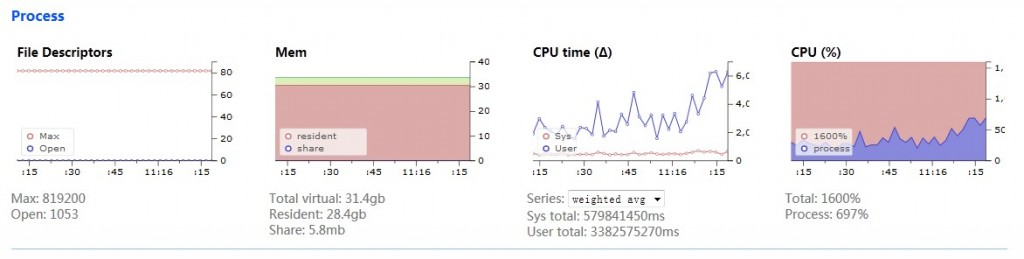 Process
File Descriptors
80
60
40
20
0
Max
Open
:15 :30 :45 11:16 :15
Max: 819200
Open: 1053
Mem
40
30
20
10
0
resident
share
:15 :30 :45 11:16 :15
Total virtual: 31.4gb
Resident: 28.4gb
Share: 5.8mb
CPU time (Δ)
6,0
4,0
2,0
0
Sys
User
:15 :30 :45 11:16 :15
Series: weighted avg
Sys total: 579841450ms
User total: 3382575270ms
CPU (%)
1,
1,
50
0
1600%
process
:15 :30 :45 11:16 :15
Total: 1600%
Process: 697%